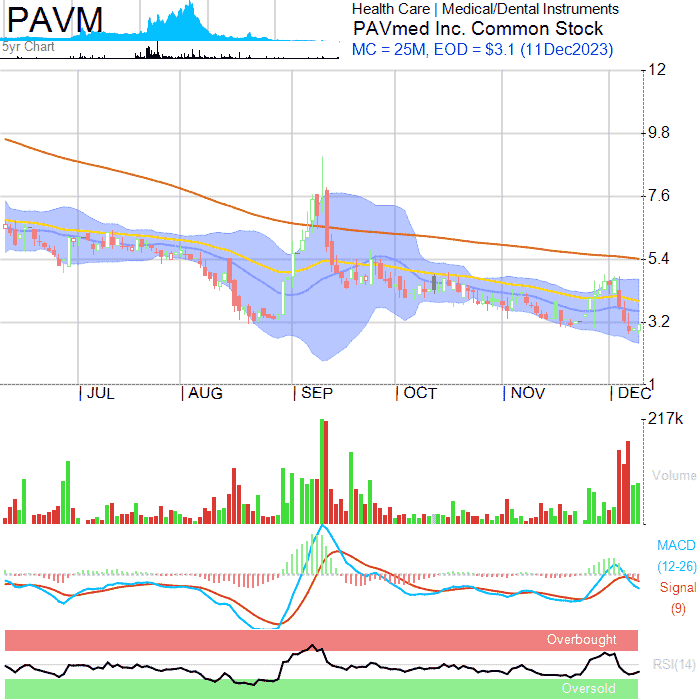 PAVM
5yr Chart
Health Care | Medical/Dental Instruments
PAVmed Inc. Common Stock
MC = 25M, EOD = $3.1 (11Dec2023)
12
9.8
7.6
5.4
3.2
1
JUL
AUG
SEP
OCT
NOV
DEC
217k
Volume
MACD
(12-26)
Signal
(9)
Overbought
RSI(14)
Oversold